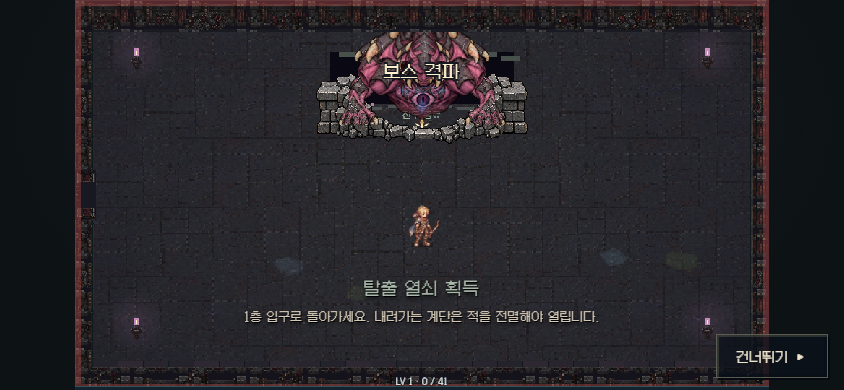 보스 격파
탈출 열쇠 획득
1층 입구로 돌아가세요. 내려가는 계단은 적을 전멸해야 열립니다.
건너뛰기 ▸
LV 1 · 0 / 41